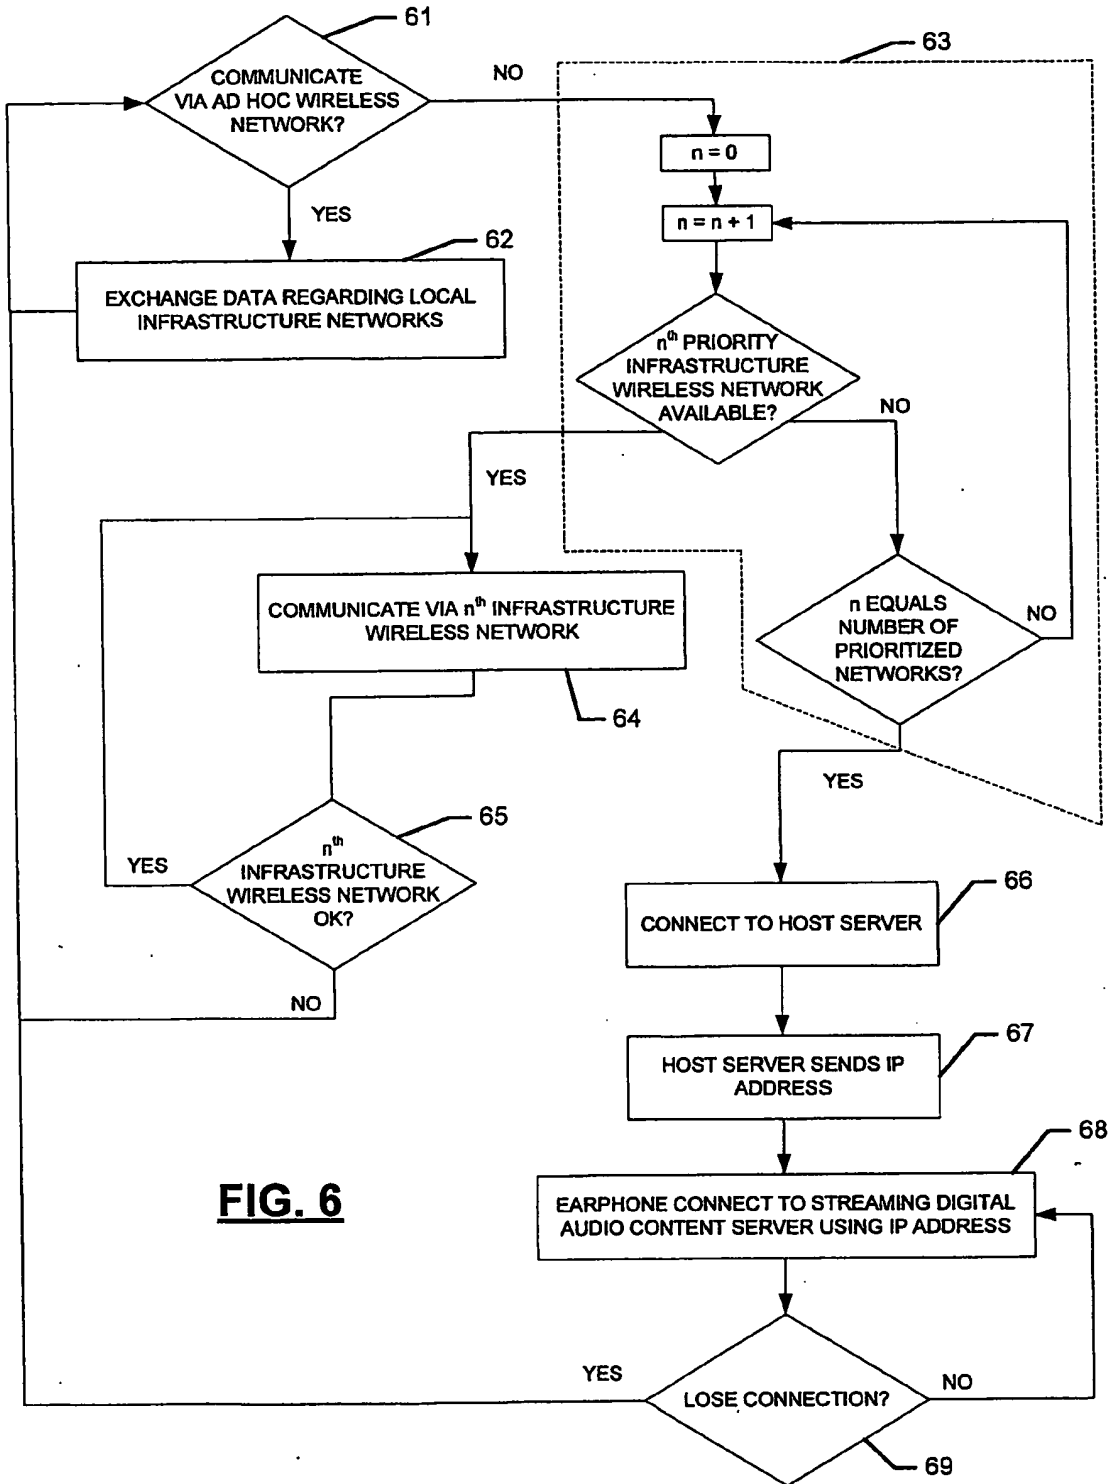 61
COMMUNICATE
VIA AD HOC WIRELESS
NETWORK?
NO
63
n = 0
YES
n = n + 1
62
EXCHANGE DATA REGARDING LOCAL
INFRASTRUCTURE NETWORKS
nth PRIORITY
INFRASTRUCTURE
WIRELESS NETWORK
AVAILABLE?
NO
YES
COMMUNICATE VIA nth INFRASTRUCTURE
WIRELESS NETWORK
64
n EQUALS
NUMBER OF
PRIORITIZED
NETWORKS?
NO
YES
65
nth
INFRASTRUCTURE
WIRELESS NETWORK
OK?
YES
NO
66
CONNECT TO HOST SERVER
67
HOST SERVER SENDS IP
ADDRESS
68
EARPHONE CONNECT TO STREAMING DIGITAL
AUDIO CONTENT SERVER USING IP ADDRESS
FIG. 6
YES
LOSE CONNECTION?
NO
69